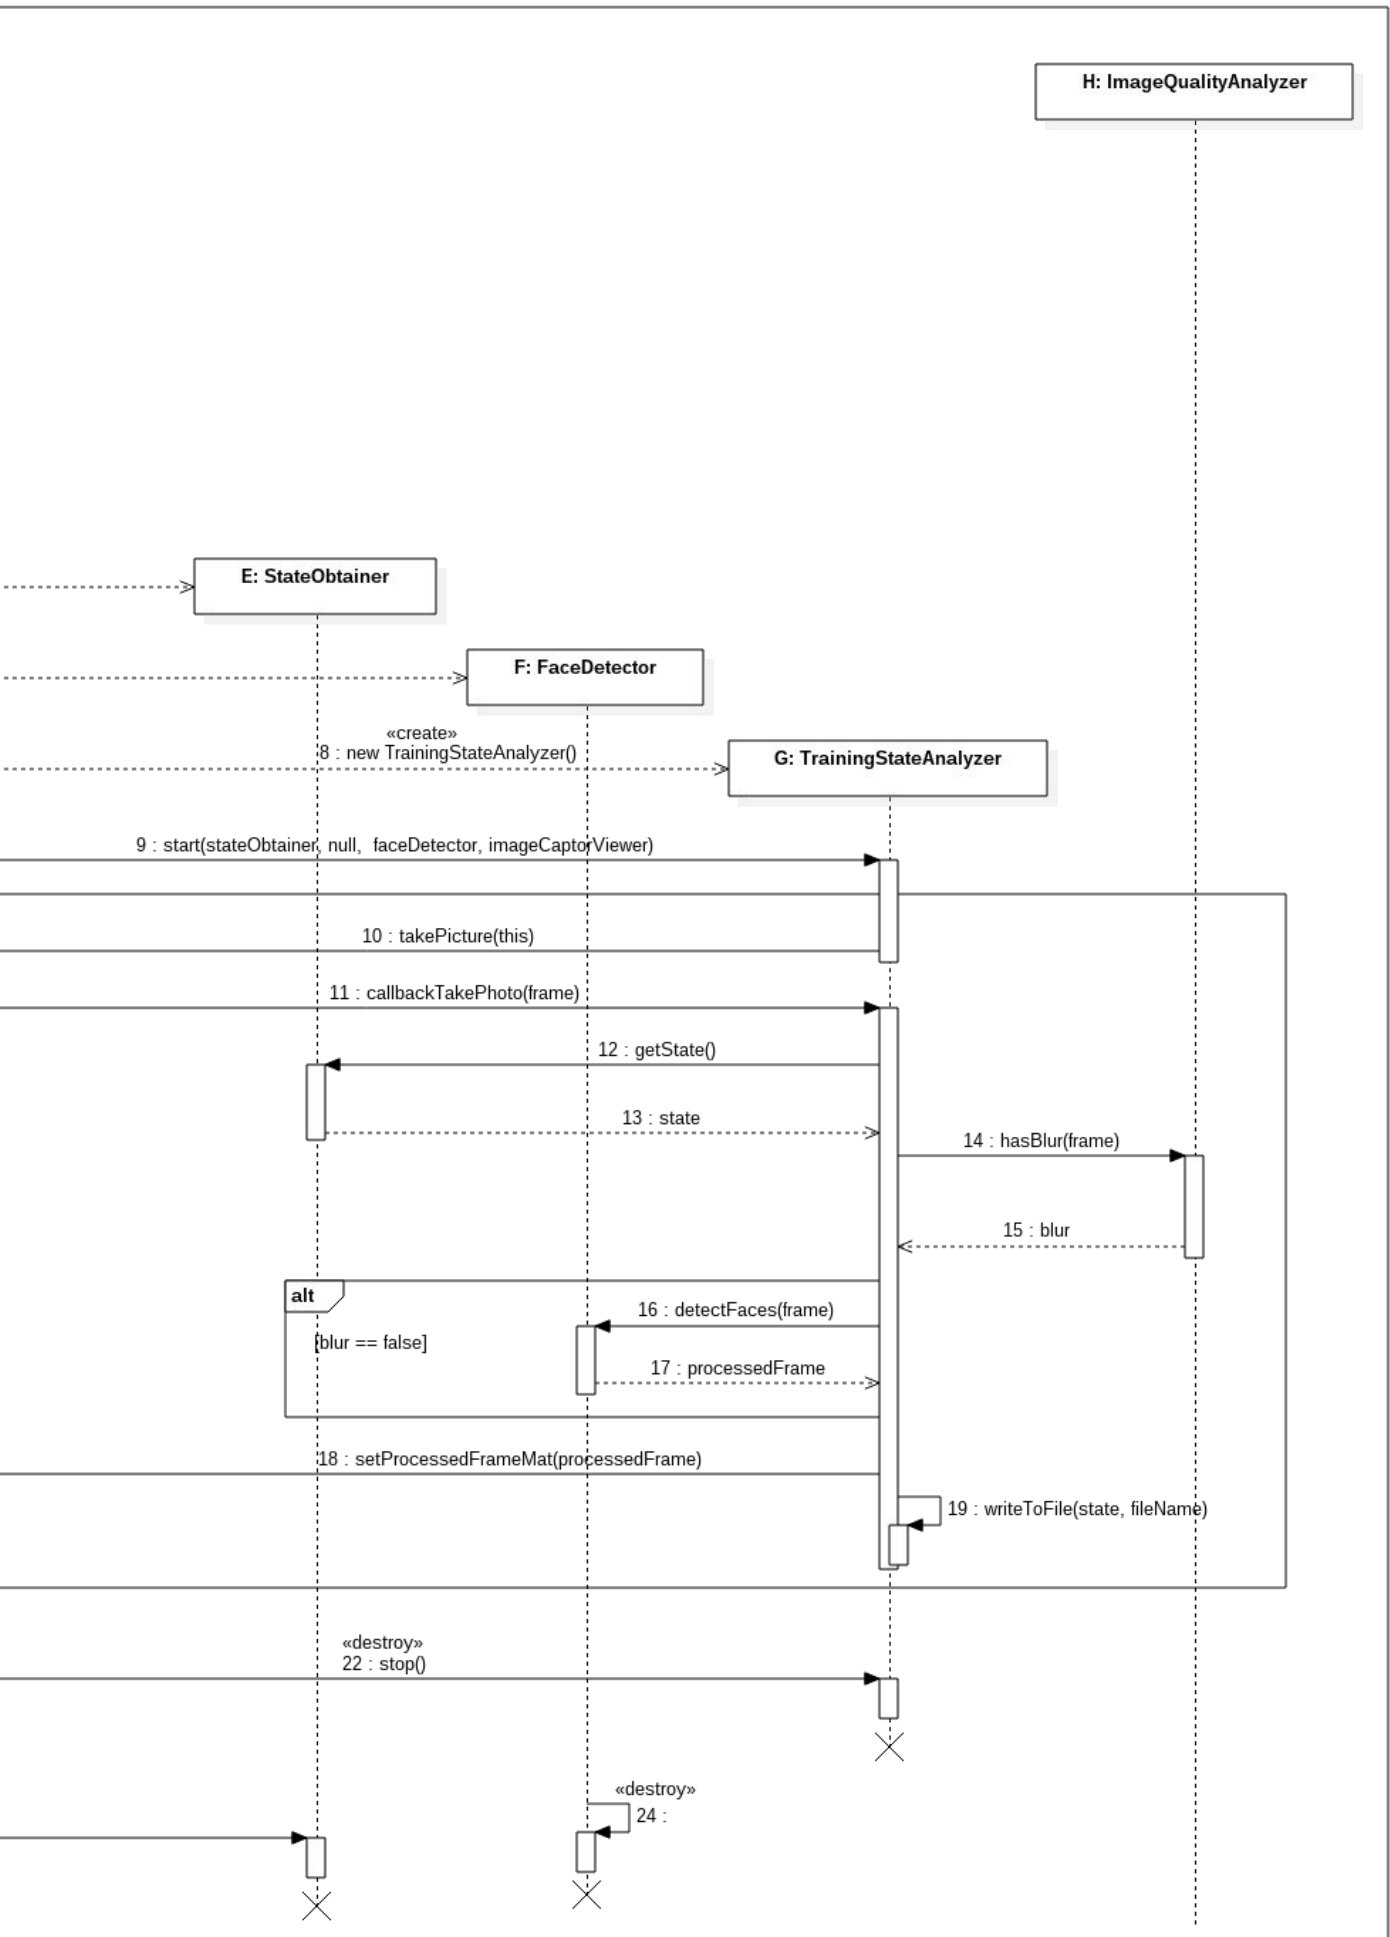 H: ImageQualityAnalyzer
E: StateObtainer
F: FaceDetector
«create»
8 : new TrainingStateAnalyzer()
G: TrainingStateAnalyzer
9 : start(stateObtainer, null,  faceDetector, imageCaptorViewer)
10 : takePicture(this)
11 : callbackTakePhoto(frame)
12 : getState()
13 : state
14 : hasBlur(frame)
15 : blur
alt
16 : detectFaces(frame)
[blur == false]
17 : processedFrame
18 : setProcessedFrameMat(processedFrame)
19 : writeToFile(state, fileName)
«destroy»
22 : stop()
«destroy»
24 :